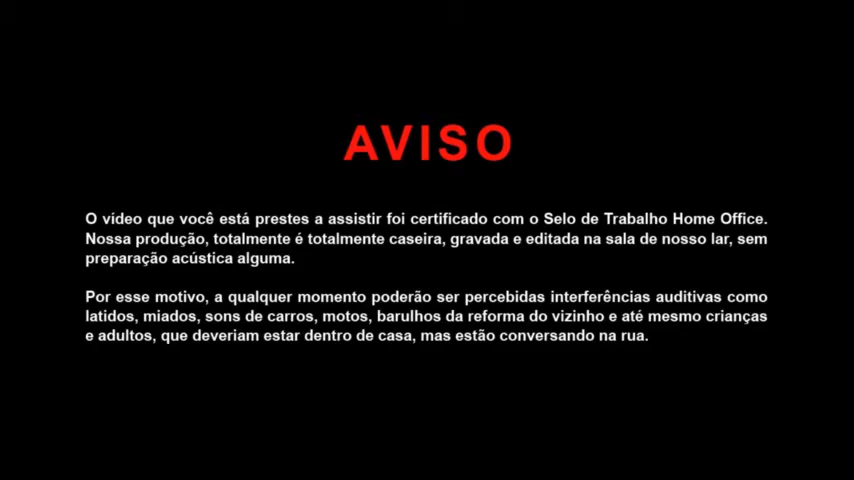 AVISO
O vídeo que você está prestes a assistir foi certificado com o Selo de Trabalho Home Office.
Nossa produção, totalmente é totalmente caseira, gravada e editada na sala de nosso lar, sem
preparação acústica alguma.
Por esse motivo, a qualquer momento poderão ser percebidas interferências auditivas como
latidos, miados, sons de carros, motos, barulhos da reforma do vizinho e até mesmo crianças
e adultos, que deveriam estar dentro de casa, mas estão conversando na rua.